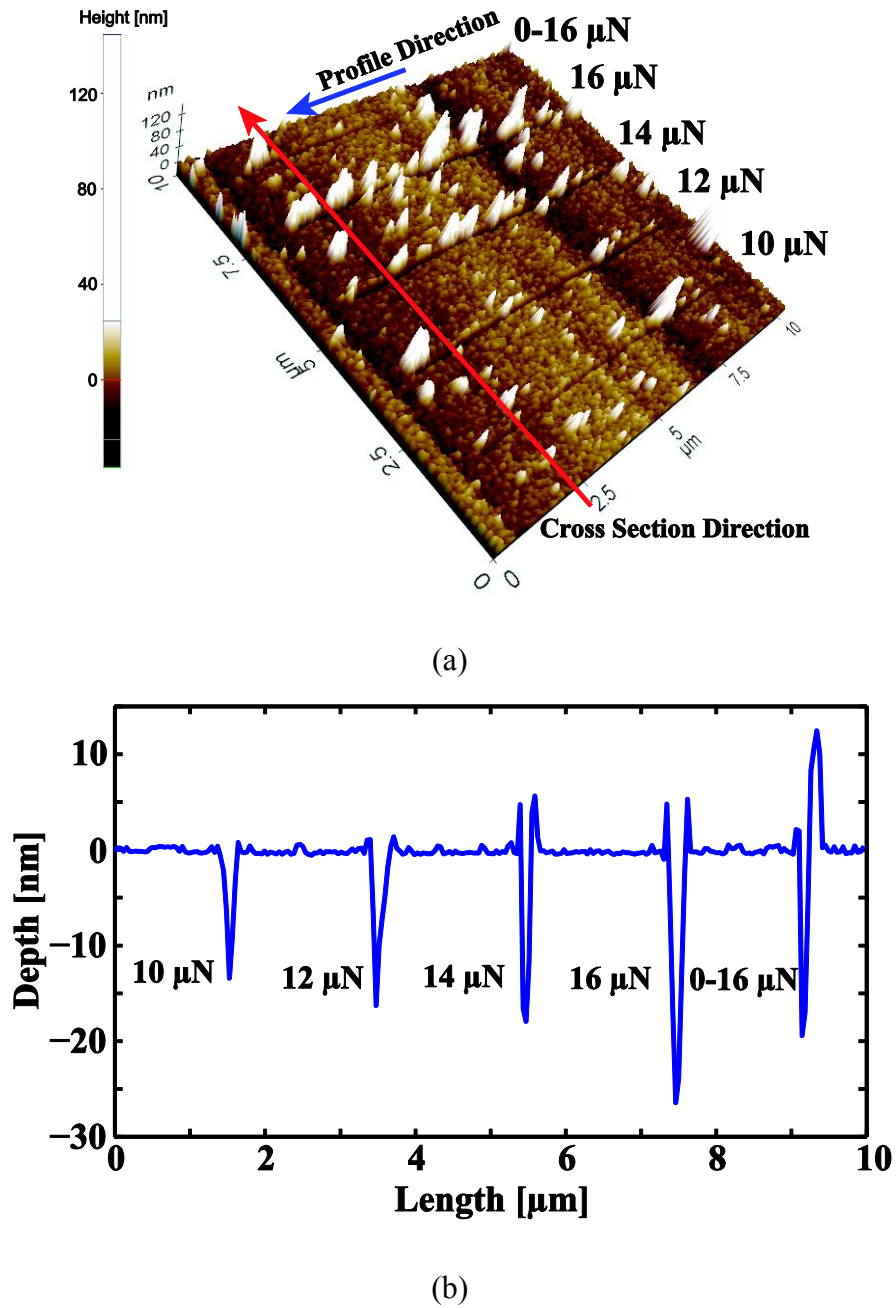 Height [nm]
120
80
40
0
nm
120
80
40
0
10
7.5
5
μm
2.5
0
0
2.5
5
μm
7.5
10
Profile Direction
0-16 μN
16 μN
14 μN
12 μN
10 μN
Cross Section Direction
(a)
10
0
−10
−20
−30
Depth [nm]
10 μN
12 μN
14 μN
16 μN
0-16 μN
0 2 4 6 8 10
Length [μm]
(b)